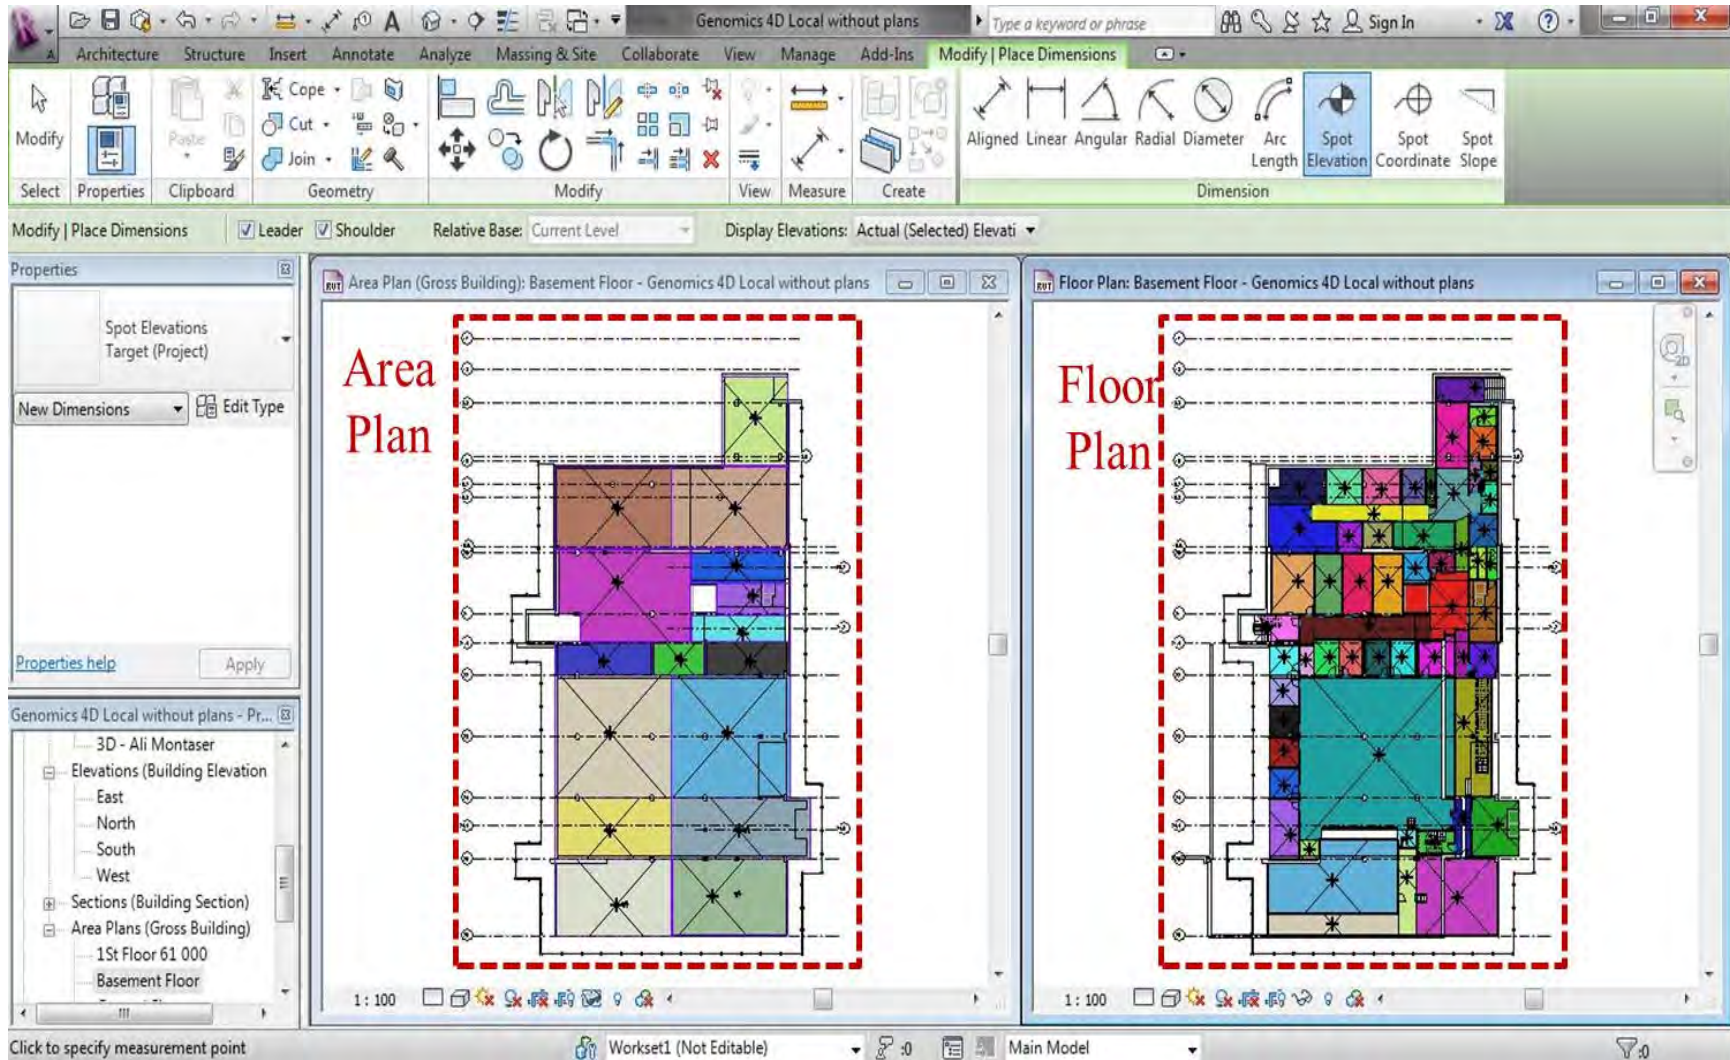 Genomics 4D Local without plans
Type a keyword or phrase
Sign In
Architecture Structure Insert Annotate Analyze Massing & Site Collaborate View Manage Add-Ins Modify | Place Dimensions
Modify
Paste
Cope
Cut
Join
Aligned Linear Angular Radial Diameter Arc Length Spot Elevation Spot Coordinate Spot Slope
Select Properties Clipboard Geometry Modify View Measure Create Dimension
Modify | Place Dimensions Leader Shoulder Relative Base: Current Level Display Elevations: Actual (Selected) Elevati
Properties
Spot Elevations
Target (Project)
New Dimensions Edit Type
Properties help Apply
Genomics 4D Local without plans - Pr...
3D - Ali Montaser
Elevations (Building Elevation
East
North
South
West
Sections (Building Section)
Area Plans (Gross Building)
1St Floor 61 000
Basement Floor
Area Plan (Gross Building): Basement Floor - Genomics 4D Local without plans
Area
Plan
1 : 100
Floor Plan: Basement Floor - Genomics 4D Local without plans
Floor
Plan
2D
1 : 100
Click to specify measurement point
Workset1 (Not Editable)
:0
Main Model
:0